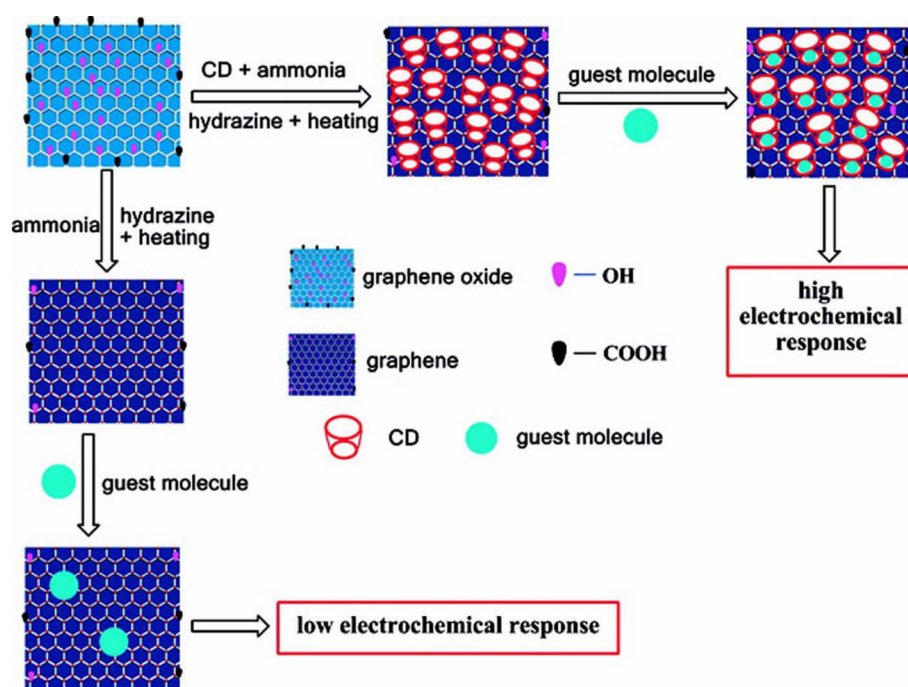 CD + ammonia
hydrazine + heating
guest molecule
ammonia
hydrazine
+ heating
graphene oxide
OH
high
electrochemical
response
graphene
COOH
CD
guest molecule
guest molecule
low electrochemical response